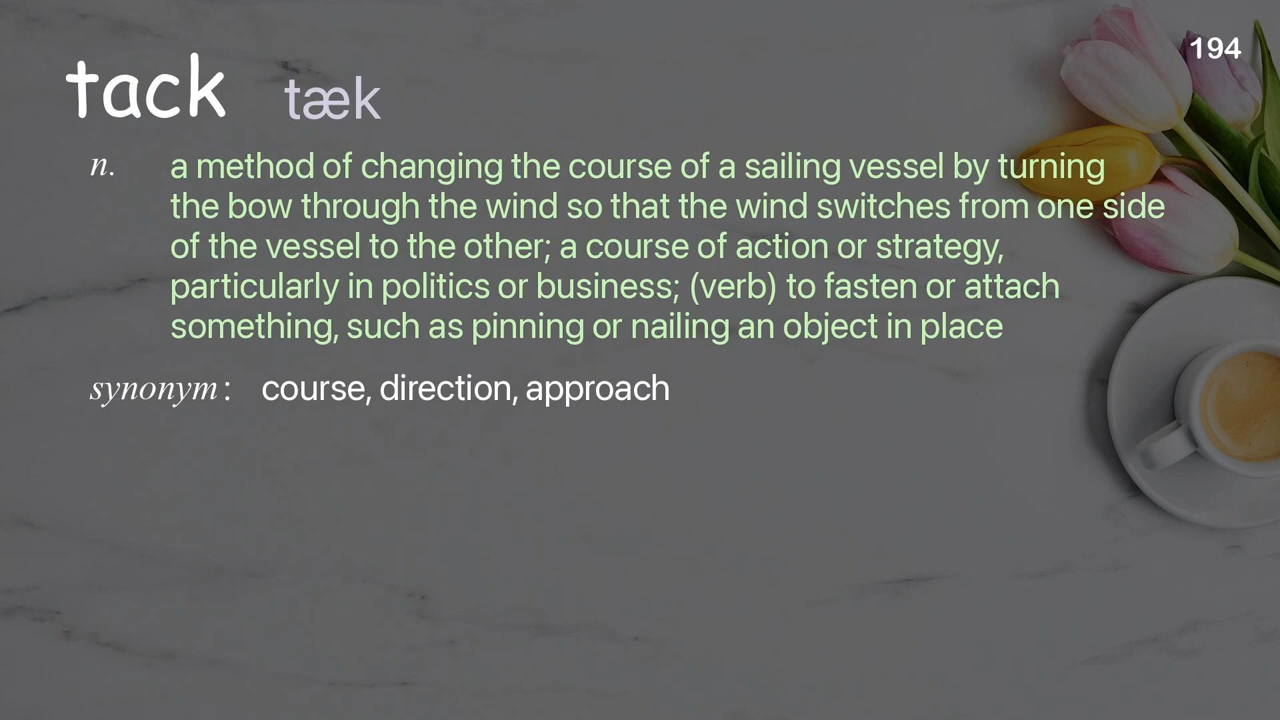 194
tack tæk
n. a method of changing the course of a sailing vessel by turning
the bow through the wind so that the wind switches from one side
of the vessel to the other; a course of action or strategy,
particularly in politics or business; (verb) to fasten or attach
something, such as pinning or nailing an object in place
synonym: course, direction, approach